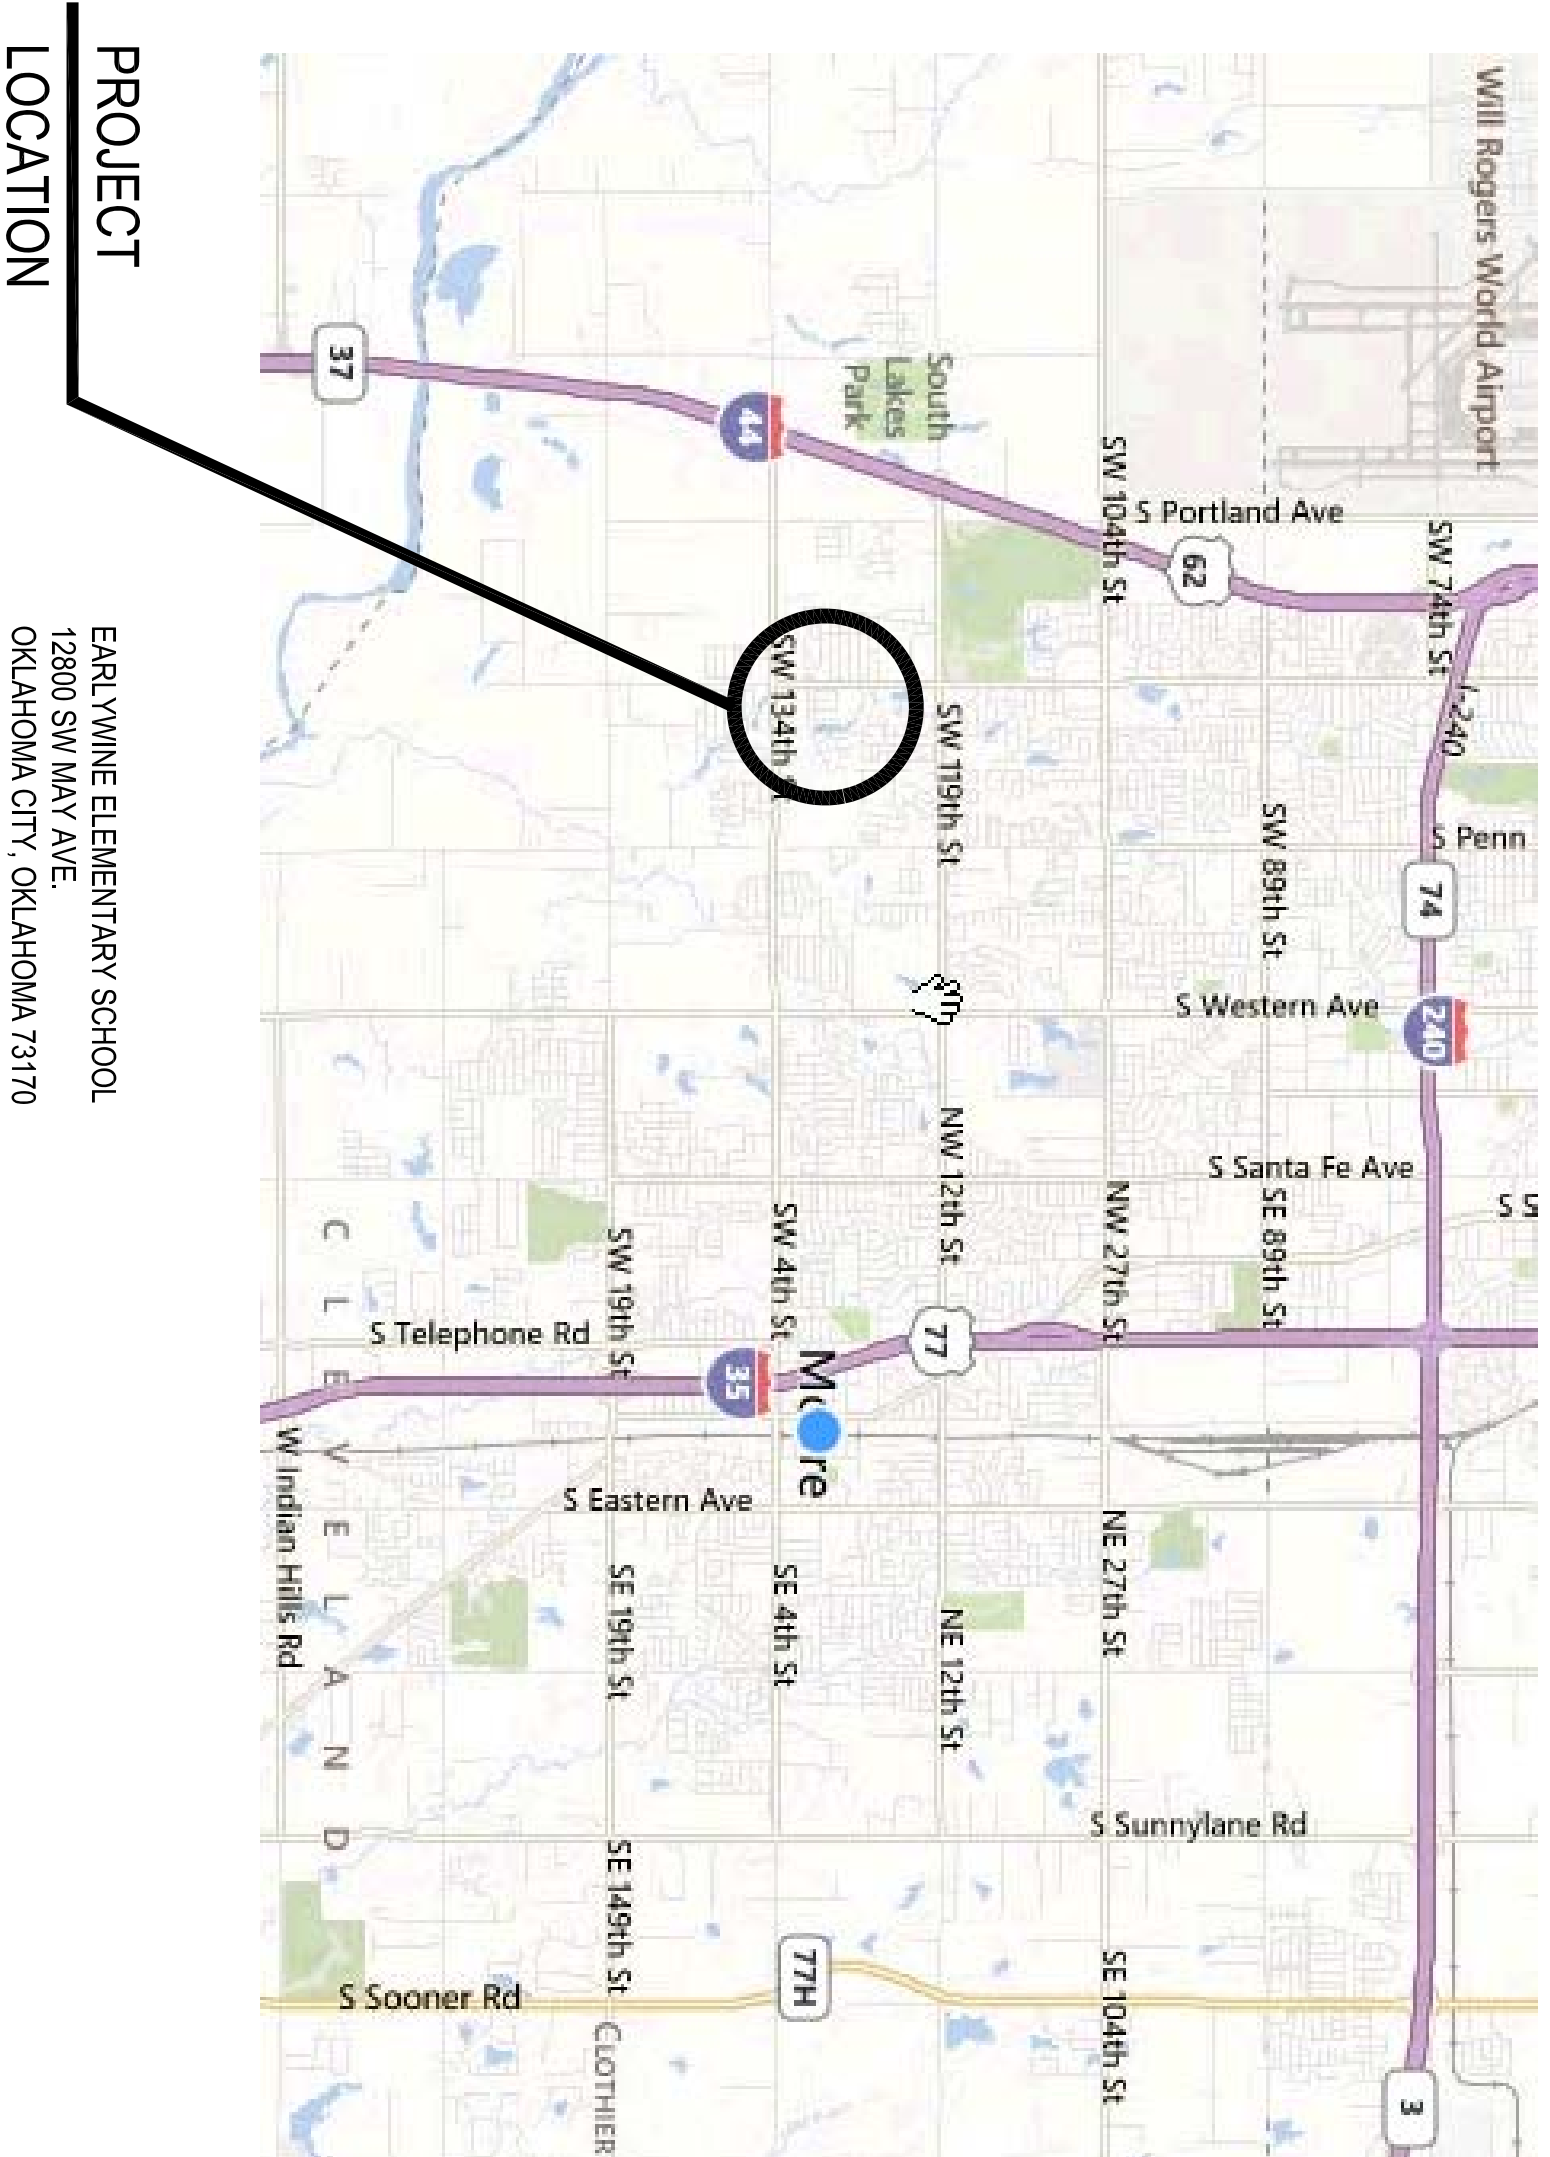 PROJECT
LOCATION
EARLYWINE ELEMENTARY SCHOOL
12800 SW MAY AVE.
OKLAHOMA CITY, OKLAHOMA 73170
Will Rogers World Airport
SW 74th St
I-240
S Penn
74
240
3
S Portland Ave
62
SW 89th St
S Western Ave
S Santa Fe Ave
SE 89th St
SW 104th St
NW 27th St
NE 27th St
S Sunnylane Rd
SE 104th St
South
Lakes
Park
SW 119th St
NW 12th St
77
NE 12th St
44
SW 134th St
SW 4th St
35
SE 4th St
77H
S Eastern Ave
SW 19th St
SE 19th St
SE 149th St
CLOTHIER
S Telephone Rd
37
CLEVELAND
S Sooner Rd
W Indian Hills Rd